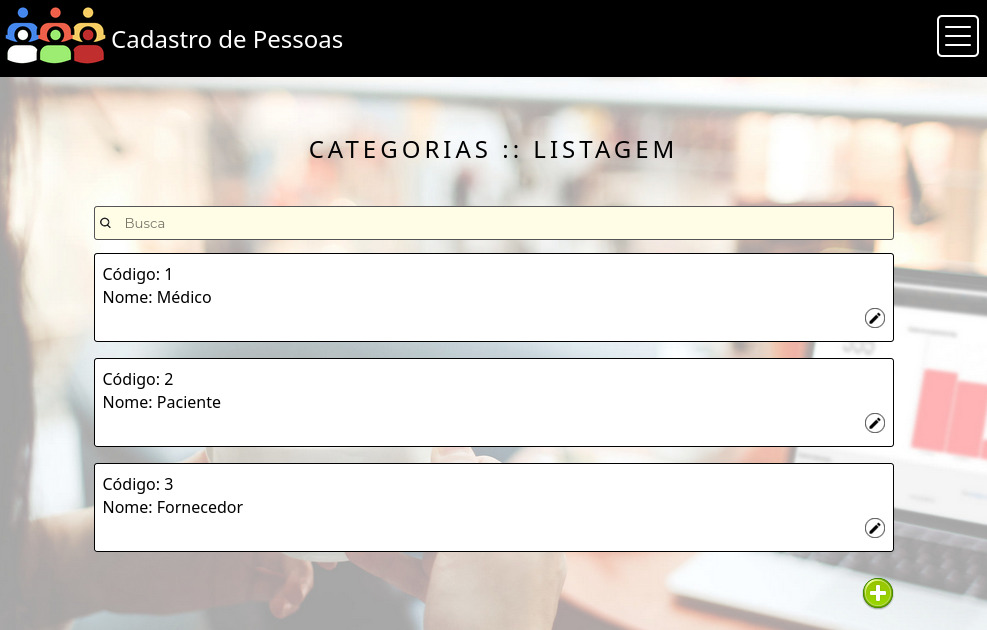 Cadastro de Pessoas
CATEGORIAS :: LISTAGEM
Busca
Código: 1
Nome: Médico
Código: 2
Nome: Paciente
Código: 3
Nome: Fornecedor